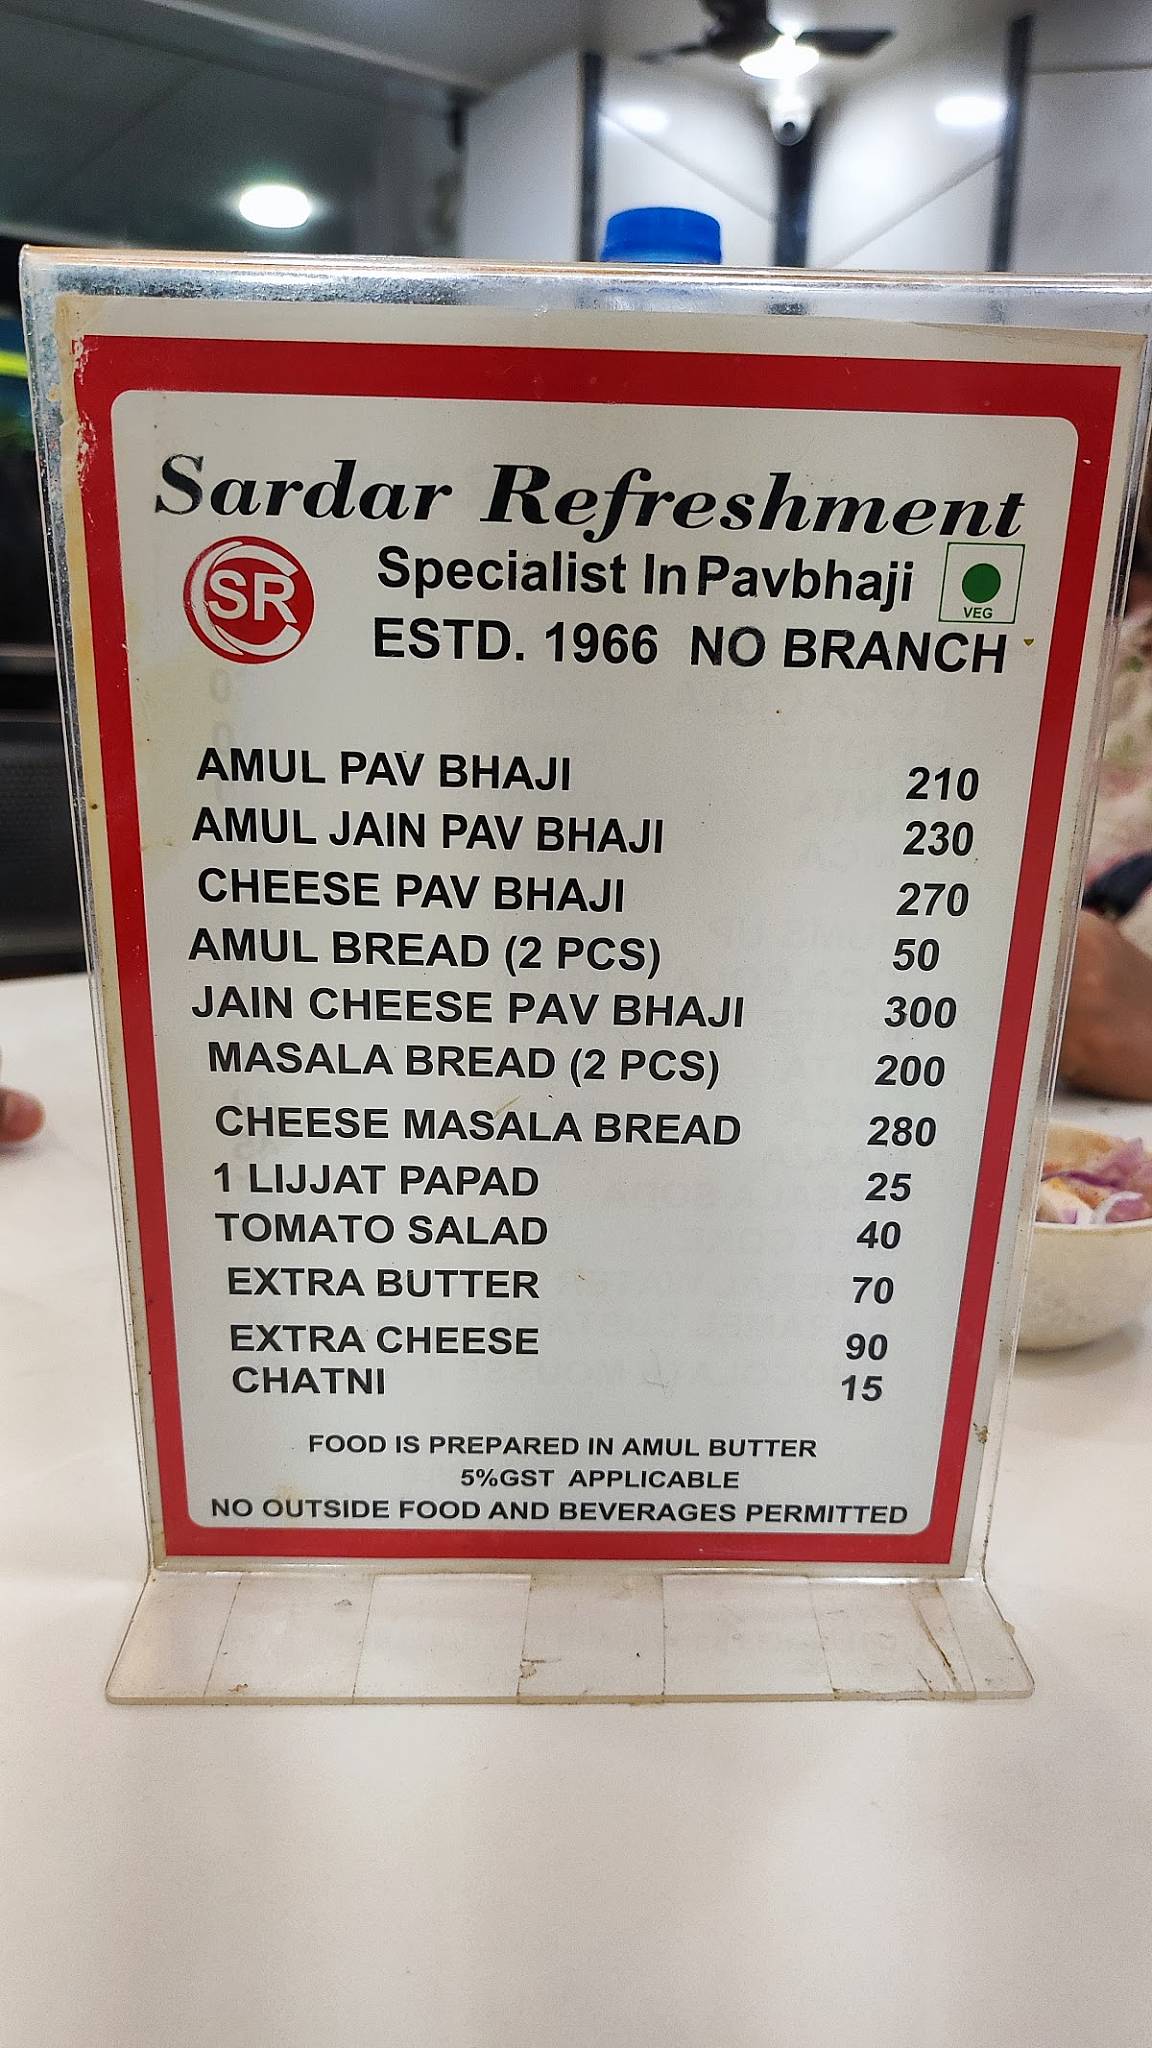 Sardar Refreshment
SR
Specialist In Pavbhaji
VEG
ESTD. 1966 NO BRANCH
AMUL PAV BHAJI 210
AMUL JAIN PAV BHAJI 230
CHEESE PAV BHAJI 270
AMUL BREAD (2 PCS) 50
JAIN CHEESE PAV BHAJI 300
MASALA BREAD (2 PCS) 200
CHEESE MASALA BREAD 280
1 LIJJAT PAPAD 25
TOMATO SALAD 40
EXTRA BUTTER 70
EXTRA CHEESE 90
CHATNI 15
FOOD IS PREPARED IN AMUL BUTTER
5%GST APPLICABLE
NO OUTSIDE FOOD AND BEVERAGES PERMITTED